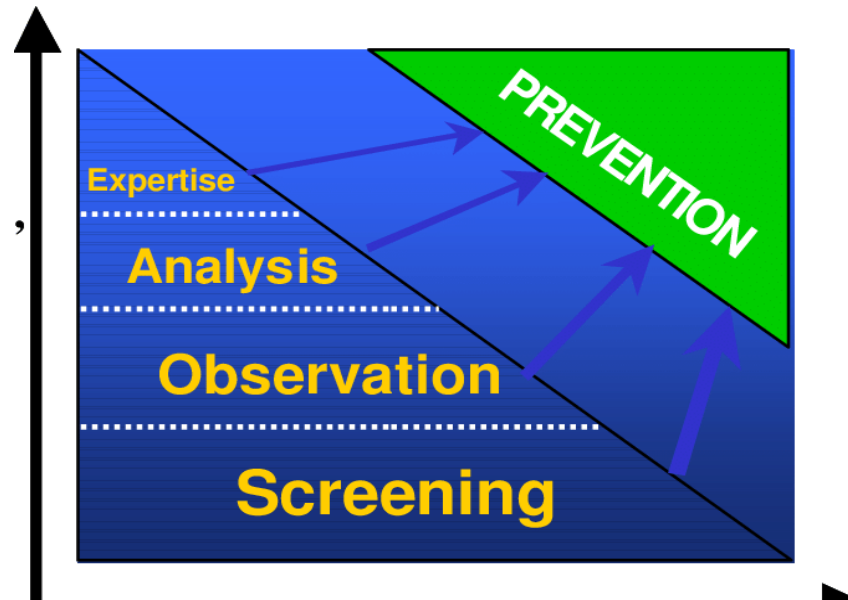 PREVENTION
Expertise
,
Analysis
Observation
Screening